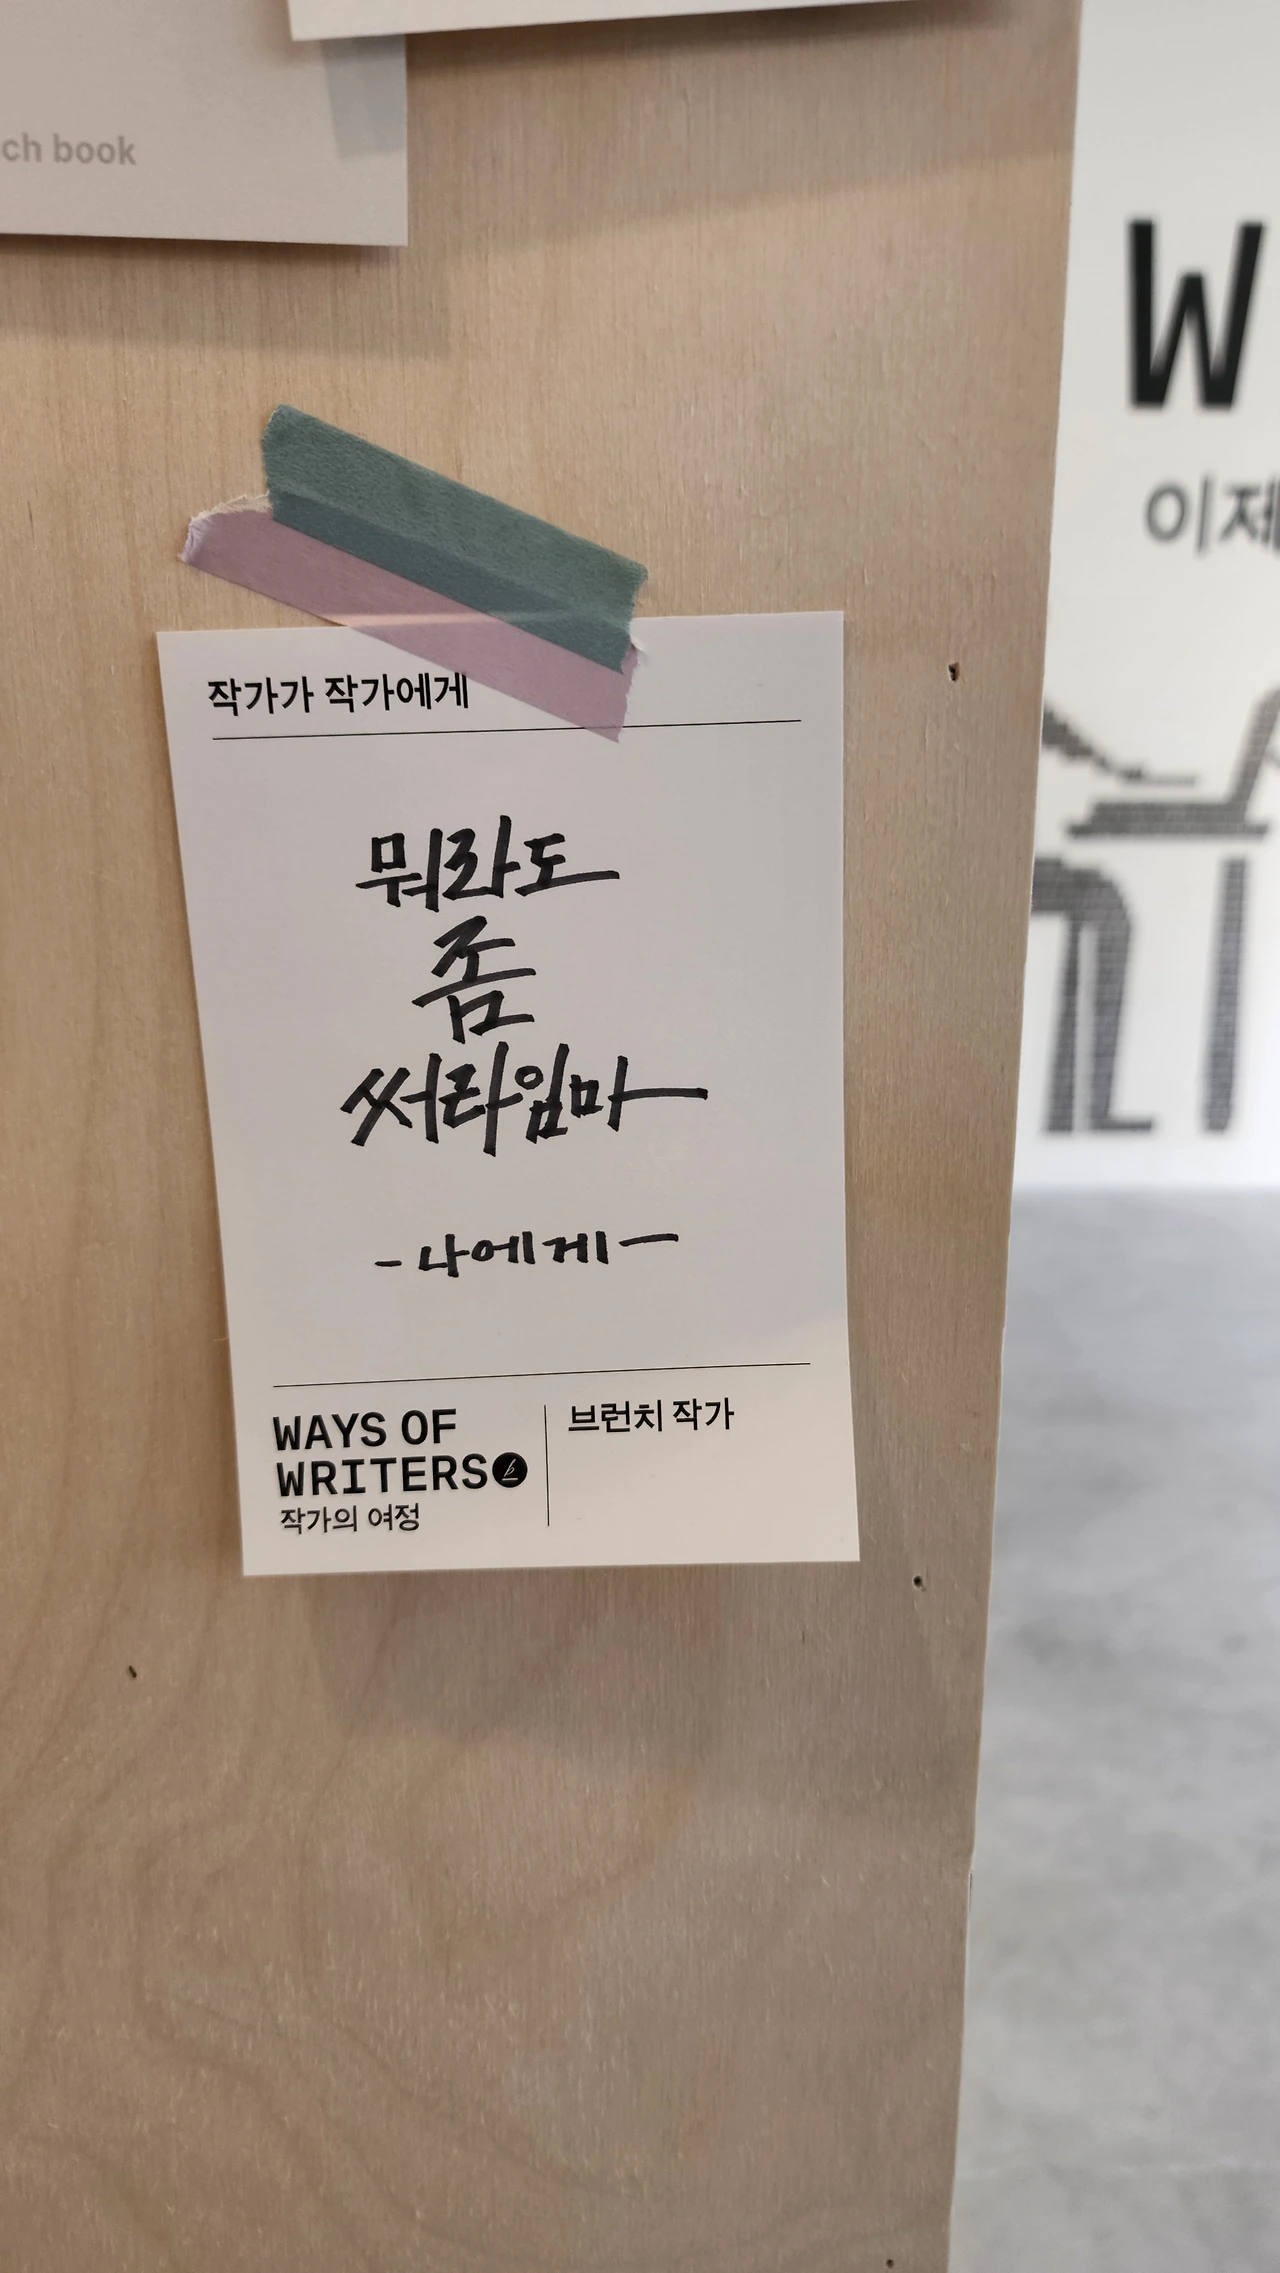 ch book
W
이제
작가가 작가에게
뭐라도
좀
써라임마
-나에게-
WAYS OF
WRITERS b
작가의 여정
브런치 작가